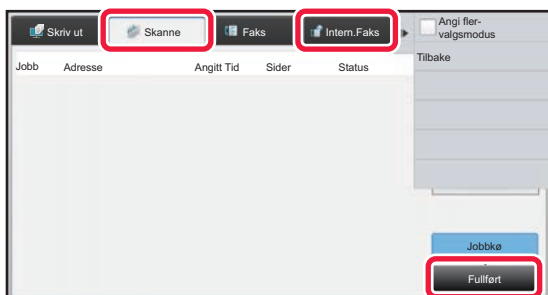 Skriv ut Skanne Faks Intern.Faks
Angi fler-
valgsmodus
Jobb Adresse Angitt Tid Sider Status
Tilbake
Jobbkø
Fullført